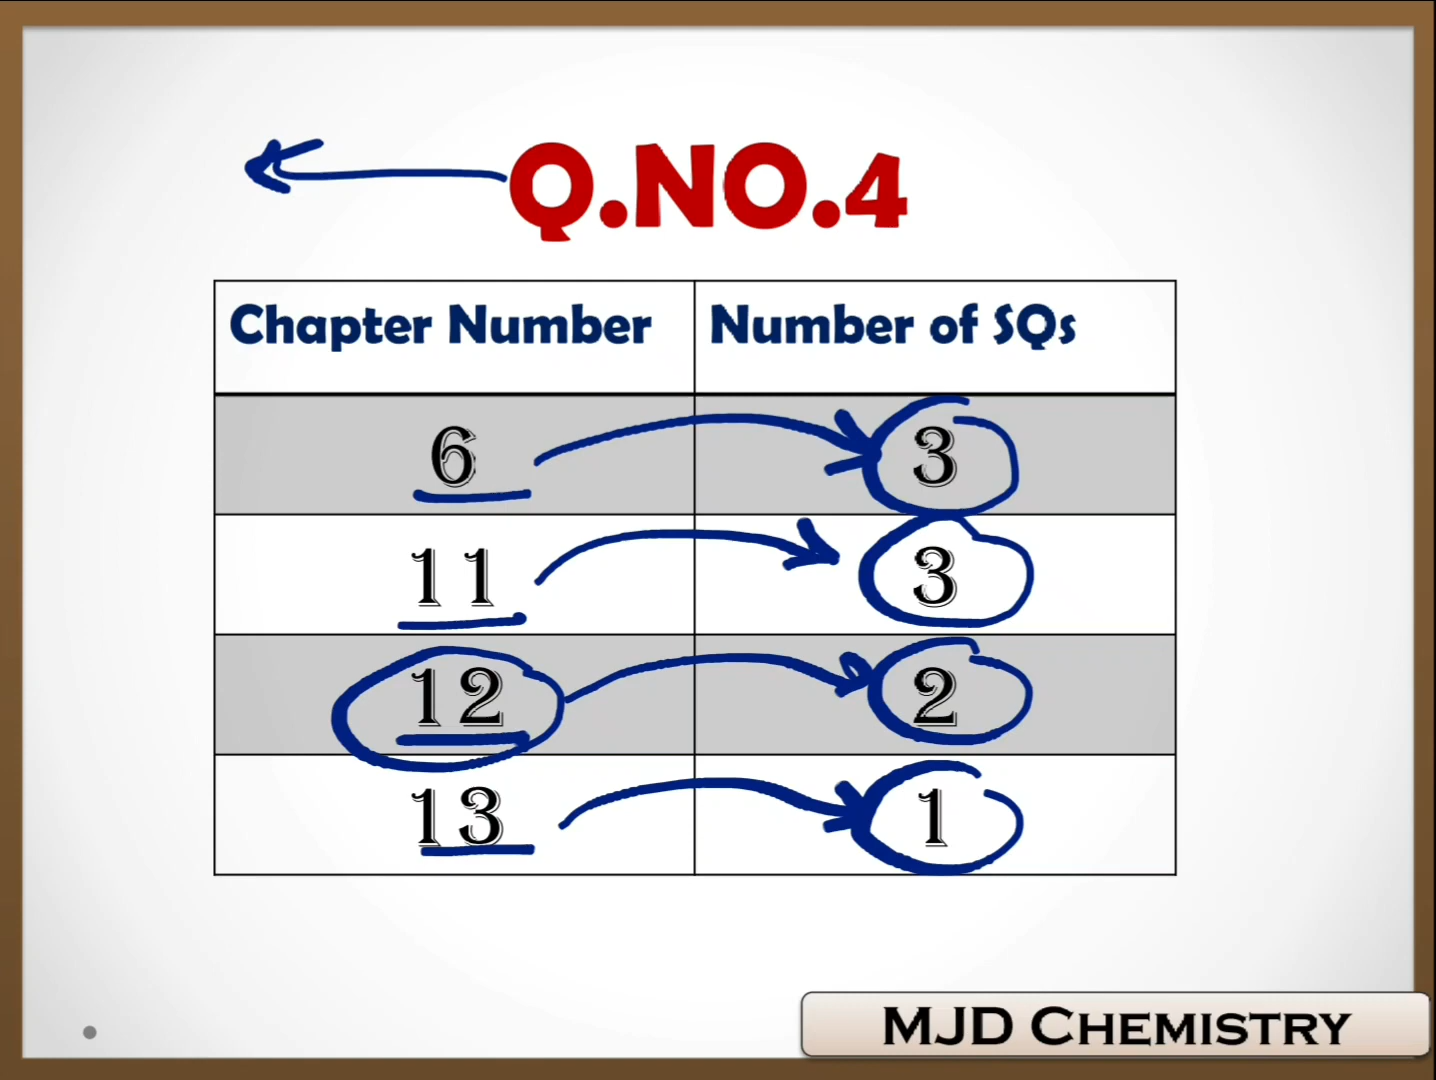 Q.NO.4
Chapter Number Number of SQs
6 3
11 3
12 2
13 1
MJD CHEMISTRY